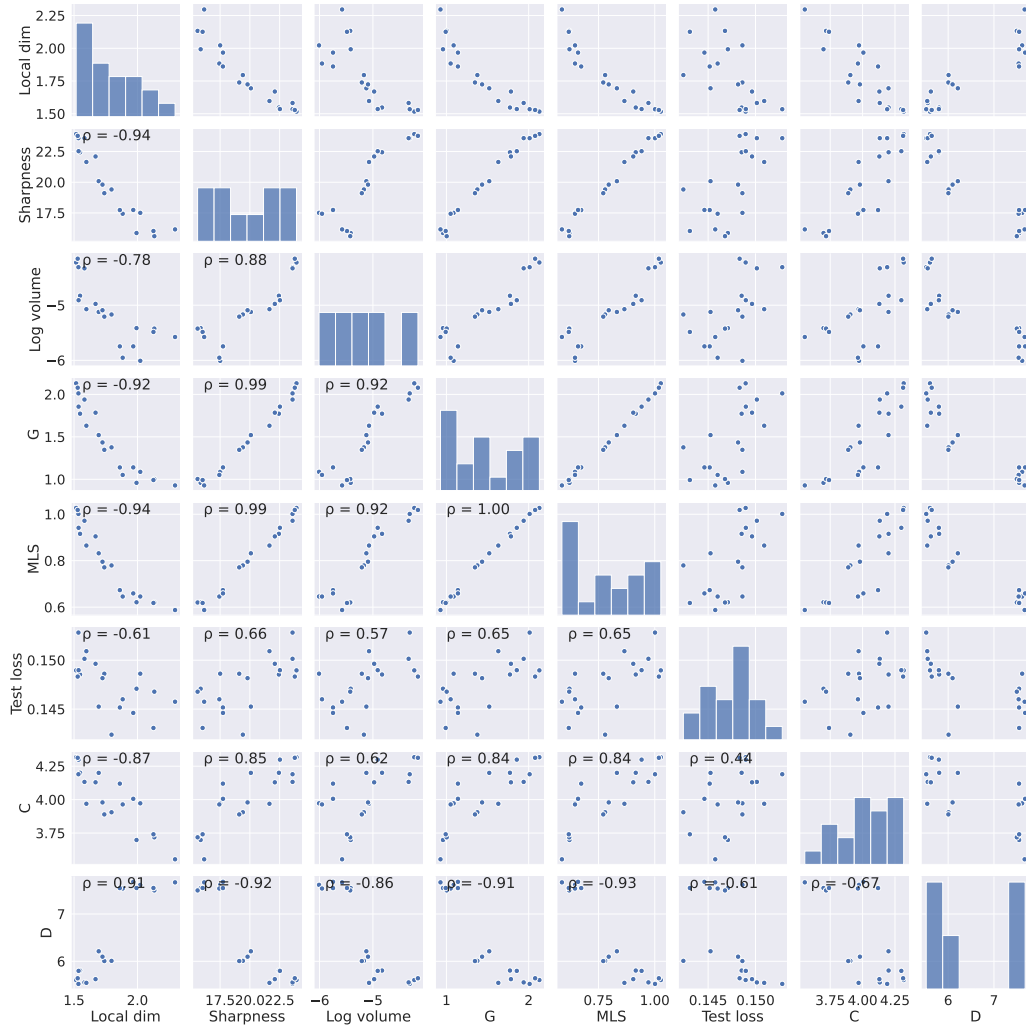 2.25
2.00
1.75
1.50
Local dim
ρ = -0.94
22.5
20.0
17.5
Sharpness
ρ = -0.78
ρ = 0.88
−5
−6
Log volume
ρ = -0.92
ρ = 0.99
ρ = 0.92
2.0
1.5
1.0
G
ρ = -0.94
ρ = 0.99
ρ = 0.92
ρ = 1.00
1.0
0.8
0.6
MLS
ρ = -0.61
ρ = 0.66
ρ = 0.57
ρ = 0.65
ρ = 0.65
0.150
0.145
Test loss
ρ = -0.87
ρ = 0.85
ρ = 0.62
ρ = 0.84
ρ = 0.84
ρ = 0.44
4.25
4.00
3.75
C
ρ = 0.91
ρ = -0.92
ρ = -0.86
ρ = -0.91
ρ = -0.93
ρ = -0.61
ρ = -0.67
7
6
D
1.5 2.0 17.5 20.0 22.5 −6 −5 1 2 0.75 1.00 0.145 0.150 3.75 4.00 4.25 6 7
Local dim Sharpness Log volume G MLS Test loss C D